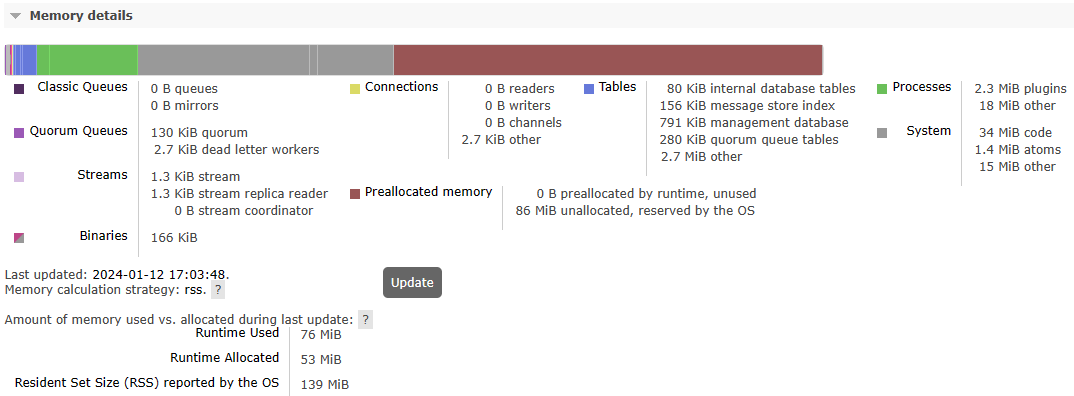 Memory details
Classic Queues
0 B queues
0 B mirrors
Quorum Queues
130 KiB quorum
2.7 KiB dead letter workers
Streams
1.3 KiB stream
1.3 KiB stream replica reader
0 B stream coordinator
Binaries
166 KiB
Connections
0 B readers
0 B writers
0 B channels
2.7 KiB other
Preallocated memory
0 B preallocated by runtime, unused
86 MiB unallocated, reserved by the OS
Tables
80 KiB internal database tables
156 KiB message store index
791 KiB management database
280 KiB quorum queue tables
2.7 MiB other
Processes
2.3 MiB plugins
18 MiB other
System
34 MiB code
1.4 MiB atoms
15 MiB other
Last updated: 2024-01-12 17:03:48.
Memory calculation strategy: rss. ?
Update
Amount of memory used vs. allocated during last update: ?
Runtime Used 76 MiB
Runtime Allocated 53 MiB
Resident Set Size (RSS) reported by the OS 139 MiB